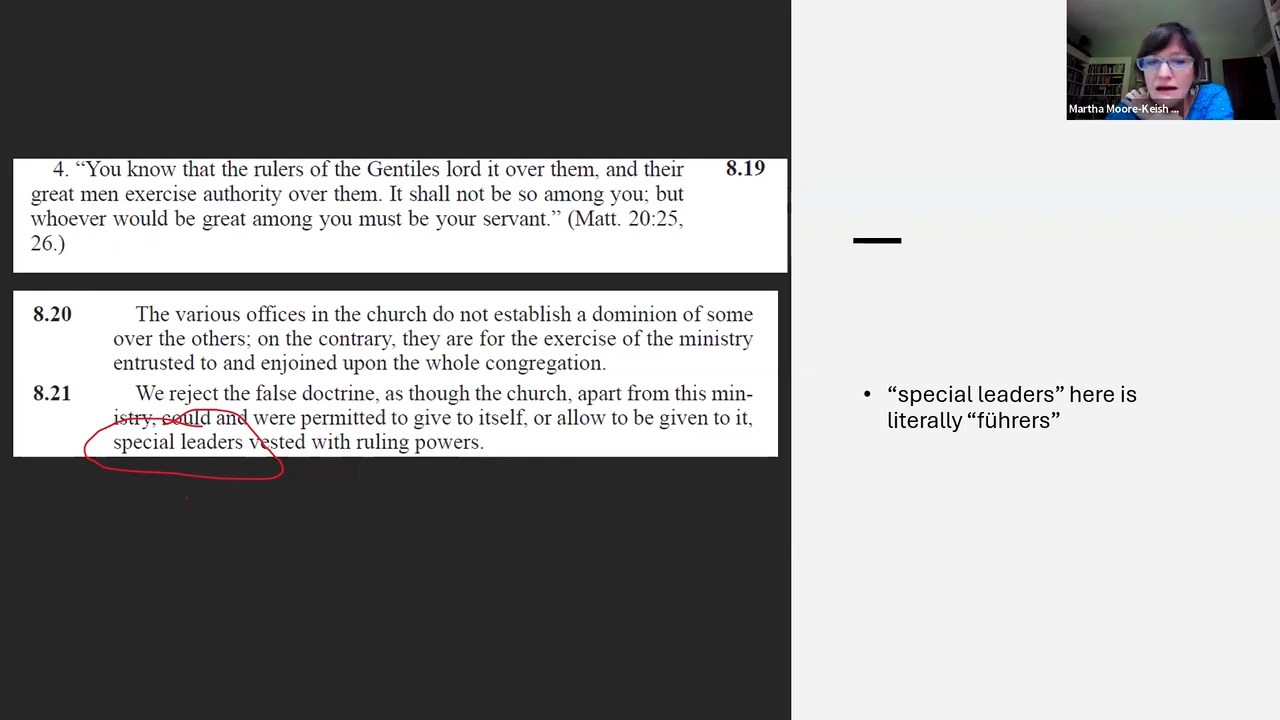 Martha Moore-Keish ...
4. “You know that the rulers of the Gentiles lord it over them, and their 8.19
great men exercise authority over them. It shall not be so among you; but
whoever would be great among you must be your servant.” (Matt. 20:25,
26.)
8.20 The various offices in the church do not establish a dominion of some
over the others; on the contrary, they are for the exercise of the ministry
entrusted to and enjoined upon the whole congregation.
8.21 We reject the false doctrine, as though the church, apart from this min-
istry, could and were permitted to give to itself, or allow to be given to it,
special leaders vested with ruling powers.
• “special leaders” here is
literally “führers”